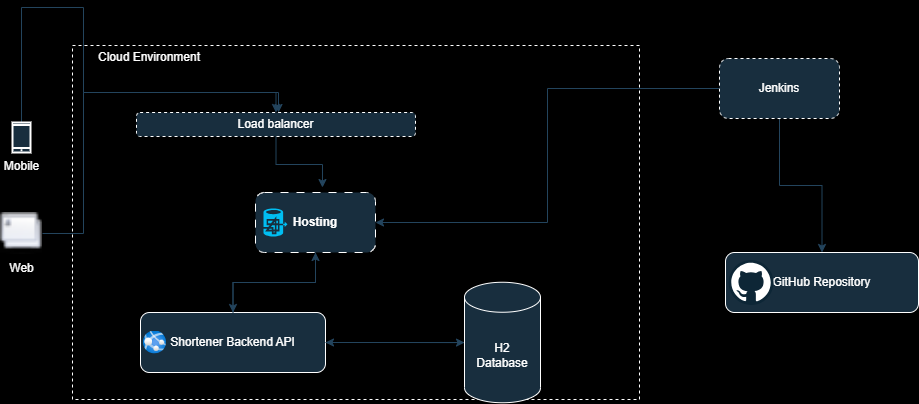 Cloud Environment
Jenkins
Load balancer
Mobile
Hosting
Web
GitHub Repository
Shortener Backend API
H2
Database